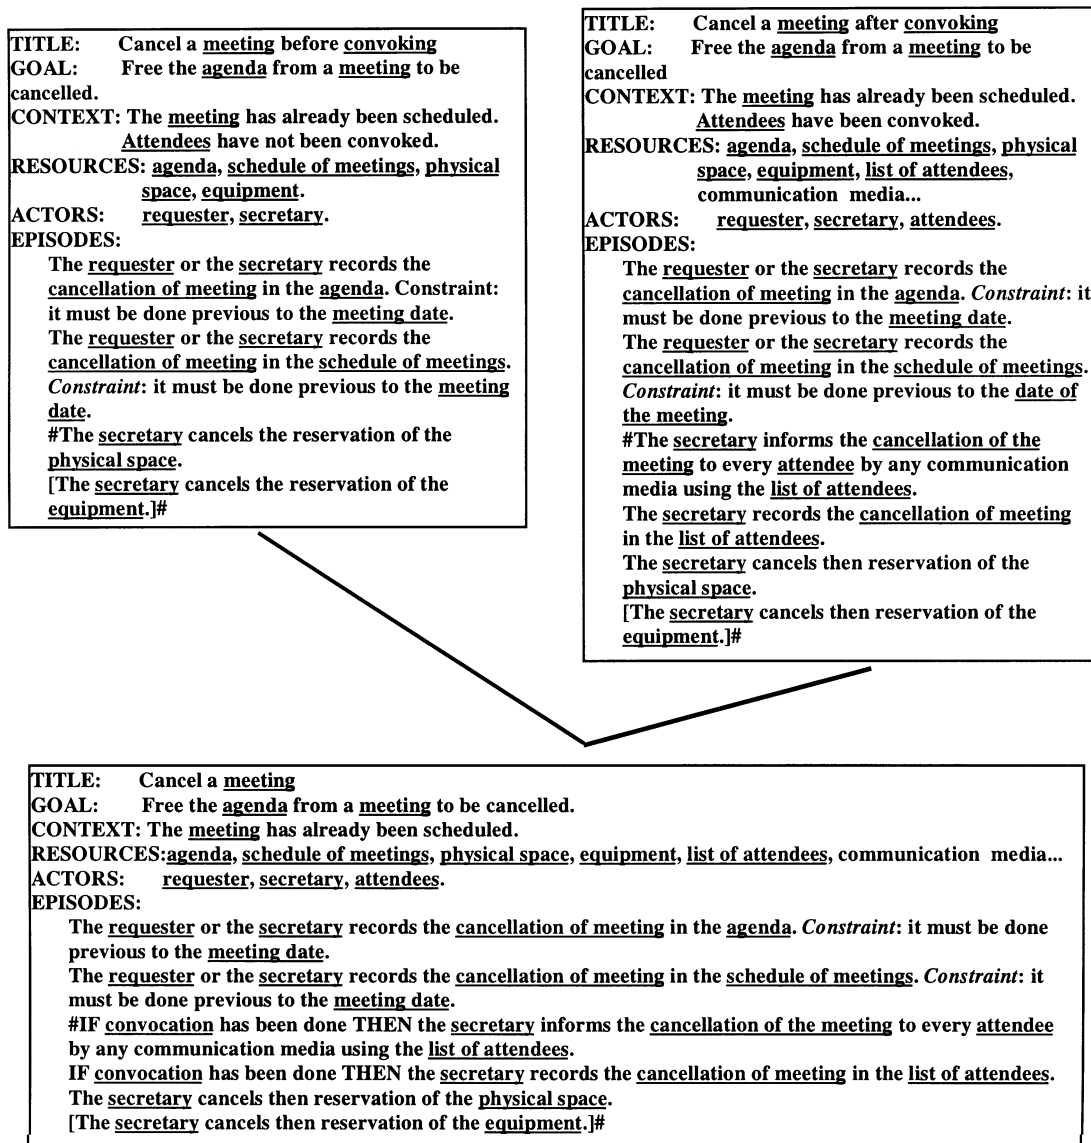 TITLE: Cancel a meeting before convoking
GOAL: Free the agenda from a meeting to be
cancelled.
CONTEXT: The meeting has already been scheduled.
Attendees have not been convoked.
RESOURCES: agenda, schedule of meetings, physical
space, equipment.
ACTORS: requester, secretary.
EPISODES:
The requester or the secretary records the
cancellation of meeting in the agenda. Constraint:
it must be done previous to the meeting date.
The requester or the secretary records the
cancellation of meeting in the schedule of meetings.
Constraint: it must be done previous to the meeting
date.
#The secretary cancels the reservation of the
physical space.
[The secretary cancels the reservation of the
equipment.]#
TITLE: Cancel a meeting after convoking
GOAL: Free the agenda from a meeting to be
cancelled
CONTEXT: The meeting has already been scheduled.
Attendees have been convoked.
RESOURCES: agenda, schedule of meetings, physical
space, equipment, list of attendees,
communication media...
ACTORS: requester, secretary, attendees.
EPISODES:
The requester or the secretary records the
cancellation of meeting in the agenda. Constraint: it
must be done previous to the meeting date.
The requester or the secretary records the
cancellation of meeting in the schedule of meetings.
Constraint: it must be done previous to the date of
the meeting.
#The secretary informs the cancellation of the
meeting to every attendee by any communication
media using the list of attendees.
The secretary records the cancellation of meeting
in the list of attendees.
The secretary cancels then reservation of the
physical space.
[The secretary cancels then reservation of the
equipment.]#
TITLE: Cancel a meeting
GOAL: Free the agenda from a meeting to be cancelled.
CONTEXT: The meeting has already been scheduled.
RESOURCES:agenda, schedule of meetings, physical space, equipment, list of attendees, communication media...
ACTORS: requester, secretary, attendees.
EPISODES:
The requester or the secretary records the cancellation of meeting in the agenda. Constraint: it must be done
previous to the meeting date.
The requester or the secretary records the cancellation of meeting in the schedule of meetings. Constraint: it
must be done previous to the meeting date.
#IF convocation has been done THEN the secretary informs the cancellation of the meeting to every attendee
by any communication media using the list of attendees.
IF convocation has been done THEN the secretary records the cancellation of meeting in the list of attendees.
The secretary cancels then reservation of the physical space.
[The secretary cancels then reservation of the equipment.]#